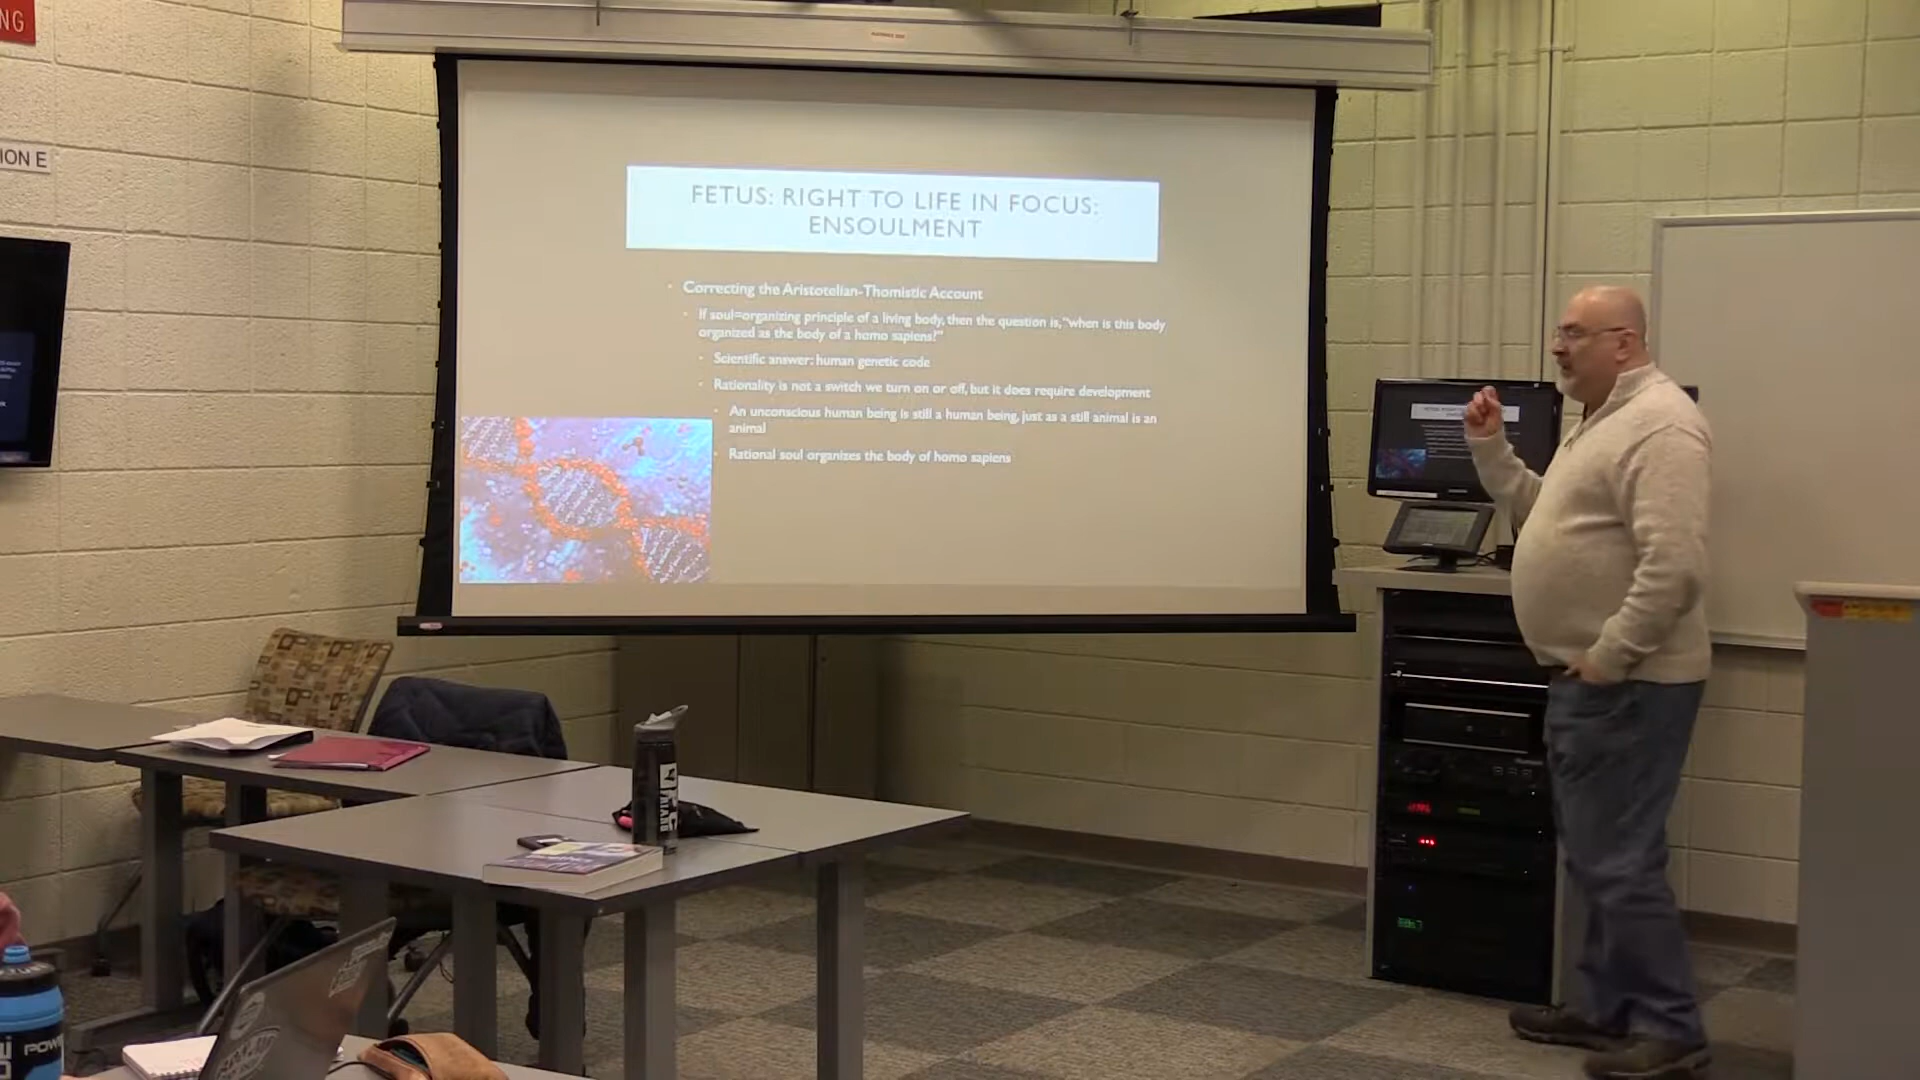 NG
ION E
FETUS: RIGHT TO LIFE IN FOCUS:
ENSOULMENT
Correcting the Aristotelian-Thomistic Account
If soul=organizing principle of a living body, then the question is, "when is this body
organized as the body of a homo sapiens?"
Scientific answer: human genetic code
Rationality is not a switch we turn on or off, but it does require development
An unconscious human being is still a human being, just as a still animal is an
animal
Rational soul organizes the body of homo sapiens